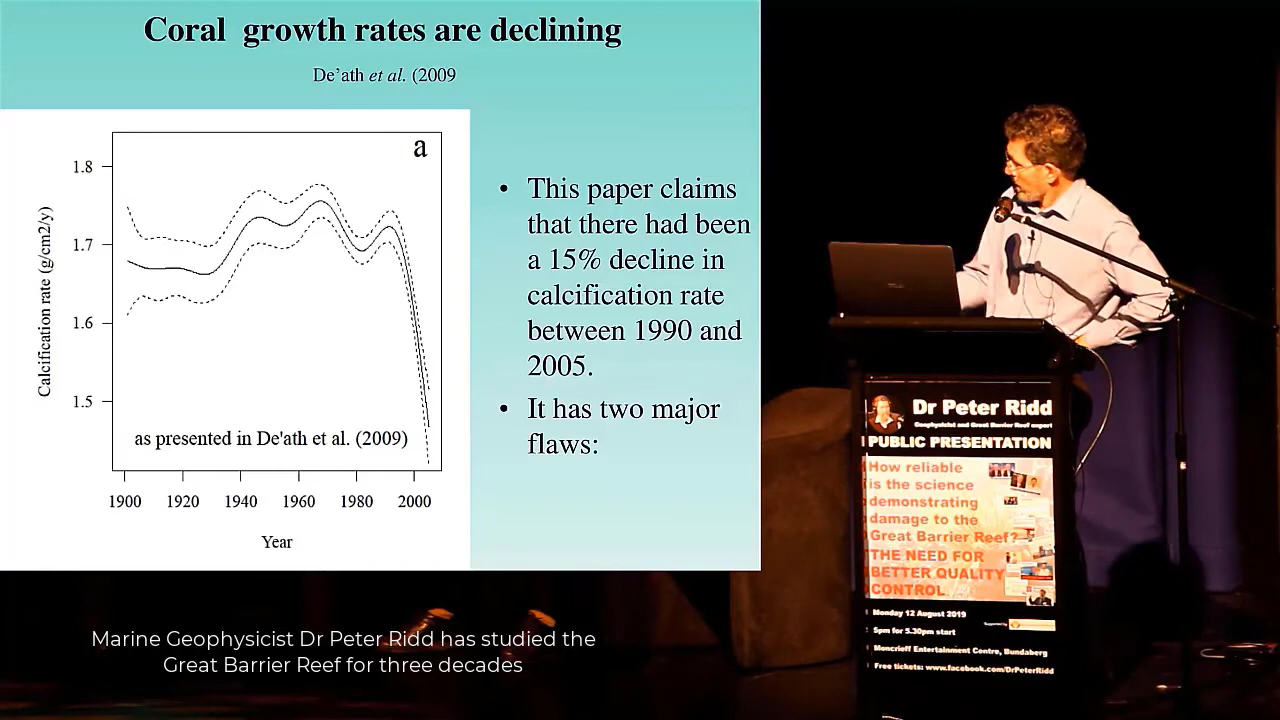 Coral growth rates are declining
De'ath et al. (2009
a
1.8
1.7
1.6
1.5
Calcification rate (g/cm2/y)
as presented in De'ath et al. (2009)
1900 1920 1940 1960 1980 2000
Year
• This paper claims
that there had been
a 15% decline in
calcification rate
between 1990 and
2005.
• It has two major
flaws:
Dr Peter Ridd
Geophysicist and Great Barrier Reef expert
PUBLIC PRESENTATION
How reliable
is the science
demonstrating
damage to the
Great Barrier Reef?
THE NEED FOR
BETTER QUALITY
CONTROL
Monday 12 August 2019
5pm for 5.30pm start
Supported by
Moncrieff Entertainment Centre, Bundaberg
Free tickets: www.facebook.com/DrPeterRidd
Marine Geophysicist Dr Peter Ridd has studied the
Great Barrier Reef for three decades